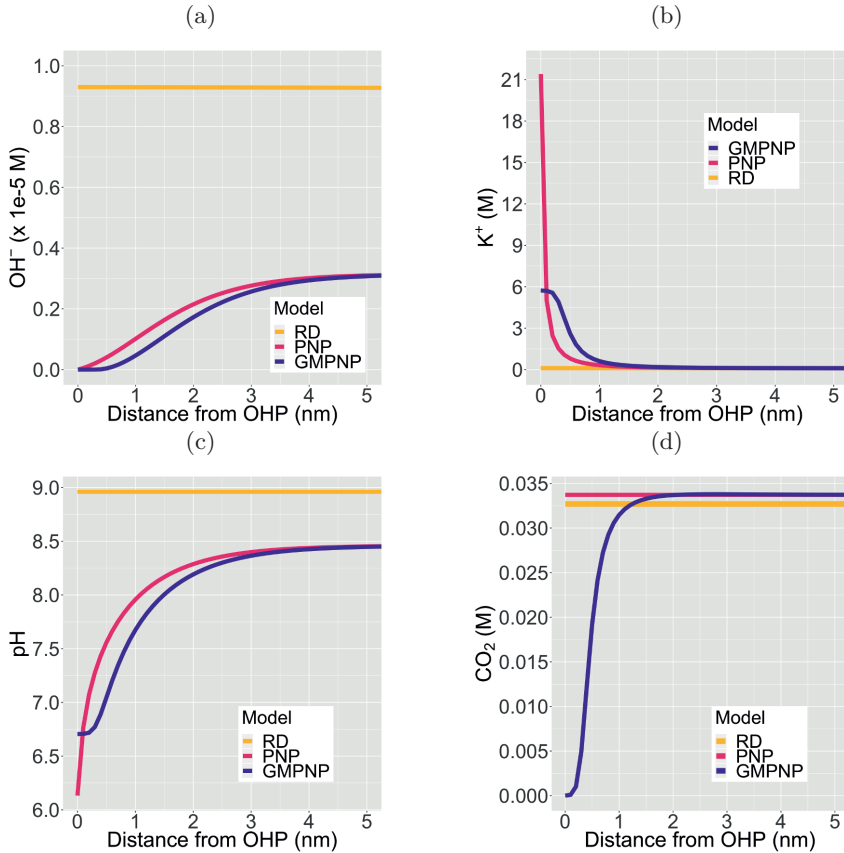 (a)
OH⁻ (x 1e-5 M)
1.0
0.8
0.6
0.4
0.2
0.0
Model
RD
PNP
GMPNP
0 1 2 3 4 5
Distance from OHP (nm)
(b)
K⁺ (M)
21
18
15
12
9
6
3
0
Model
GMPNP
PNP
RD
0 1 2 3 4 5
Distance from OHP (nm)
(c)
pH
9.0
8.5
8.0
7.5
7.0
6.5
6.0
Model
RD
PNP
GMPNP
0 1 2 3 4 5
Distance from OHP (nm)
(d)
CO₂ (M)
0.035
0.030
0.025
0.020
0.015
0.010
0.005
0.000
Model
RD
PNP
GMPNP
0 1 2 3 4 5
Distance from OHP (nm)